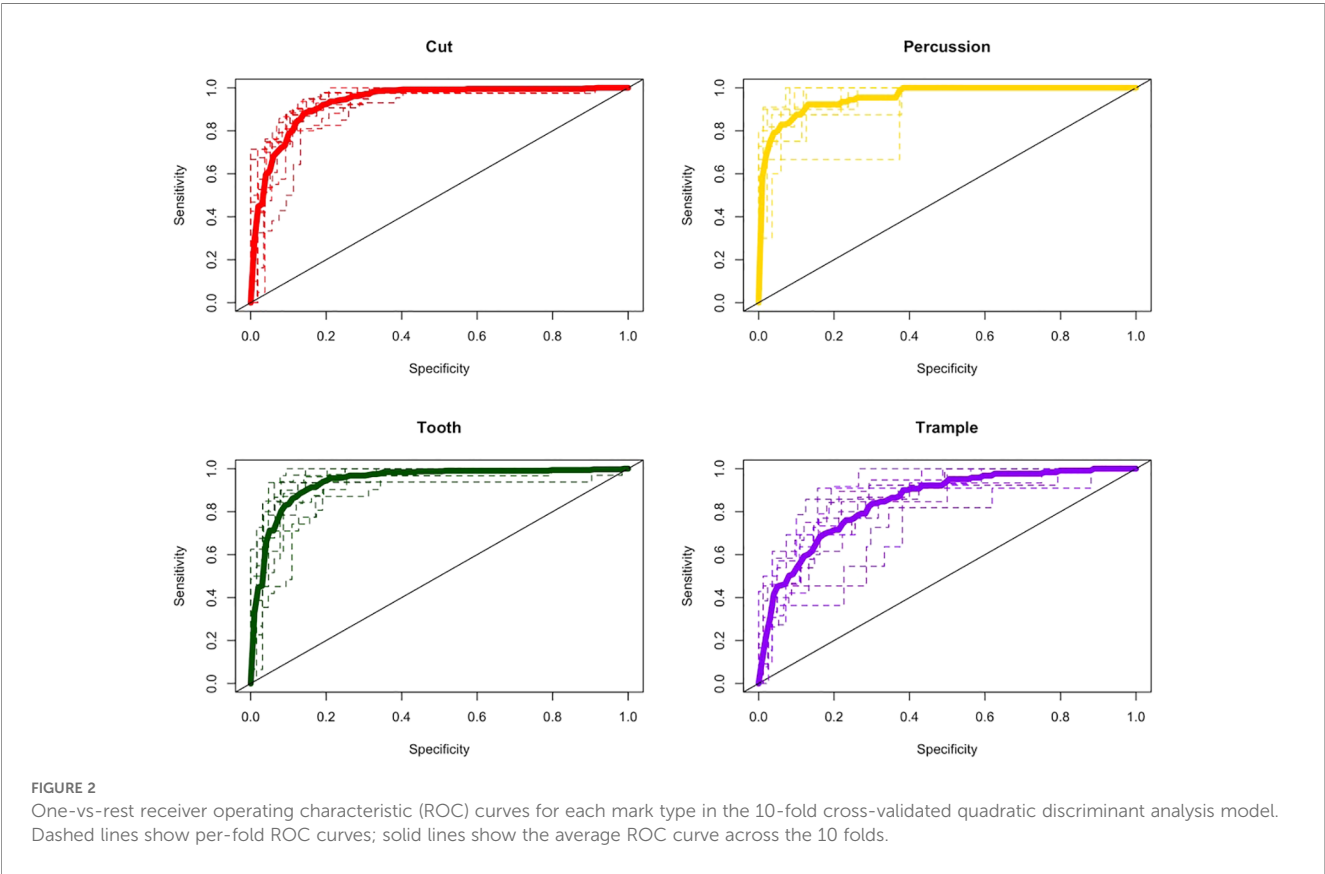 Cut
Percussion
Sensitivity
0.0 0.2 0.4 0.6 0.8 1.0
0.0 0.2 0.4 0.6 0.8 1.0
Specificity
Sensitivity
0.0 0.2 0.4 0.6 0.8 1.0
0.0 0.2 0.4 0.6 0.8 1.0
Specificity
Tooth
Trample
Sensitivity
0.0 0.2 0.4 0.6 0.8 1.0
0.0 0.2 0.4 0.6 0.8 1.0
Specificity
Sensitivity
0.0 0.2 0.4 0.6 0.8 1.0
0.0 0.2 0.4 0.6 0.8 1.0
Specificity
FIGURE 2
One-vs-rest receiver operating characteristic (ROC) curves for each mark type in the 10-fold cross-validated quadratic discriminant analysis model.
Dashed lines show per-fold ROC curves; solid lines show the average ROC curve across the 10 folds.